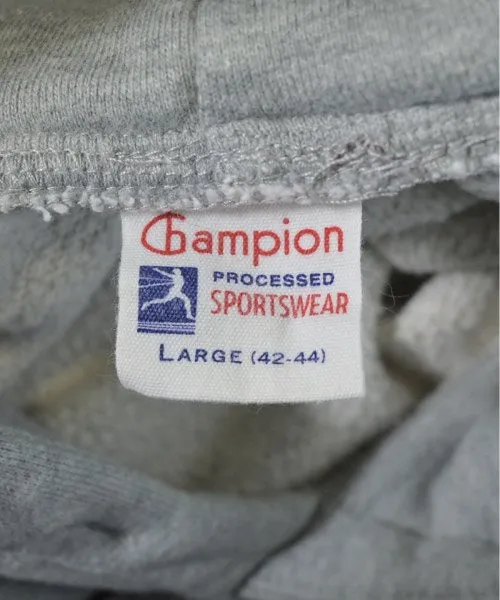 Champion
PROCESSED
SPORTSWEAR
LARGE (42-44)